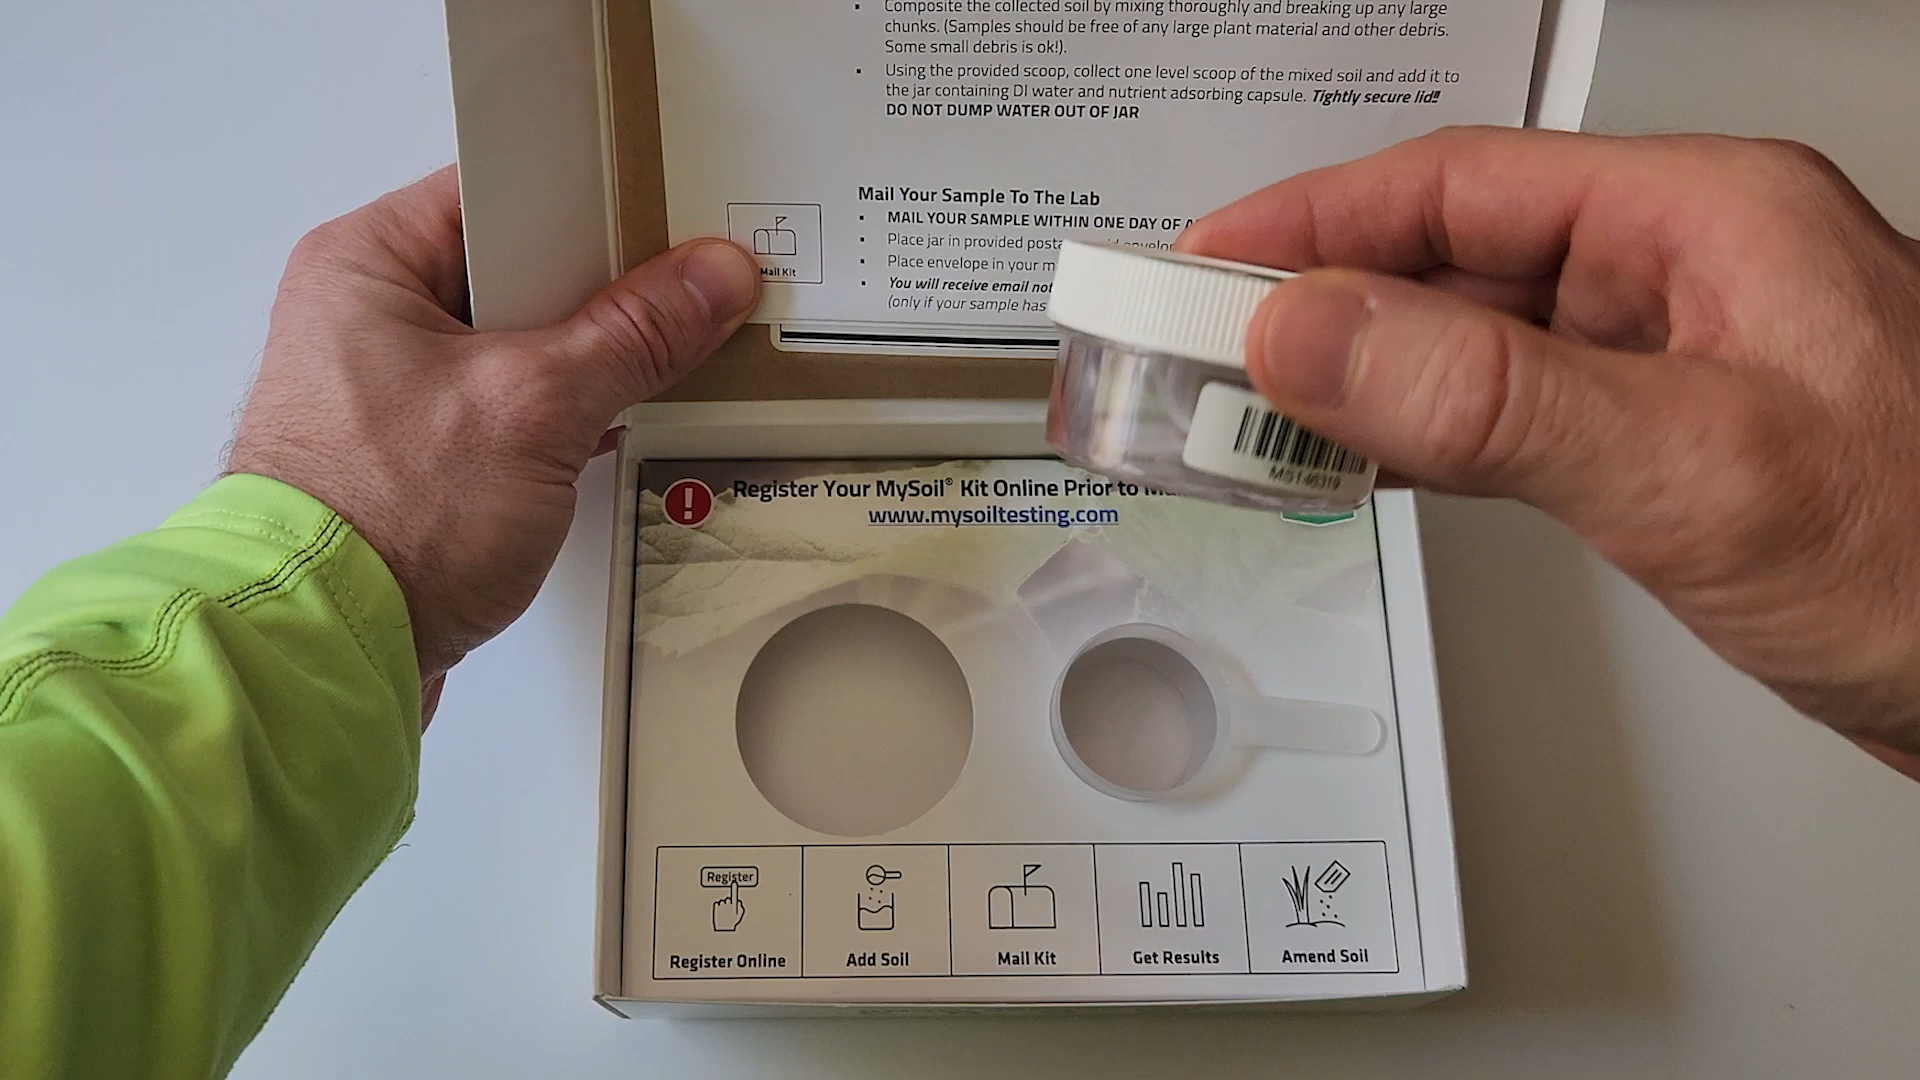 Composite the collected soil by mixing thoroughly and breaking up any large
chunks. (Samples should be free of any large plant material and other debris.
Some small debris is ok!).
Using the provided scoop, collect one level scoop of the mixed soil and add it to
the jar containing DI water and nutrient adsorbing capsule. Tightly secure lid!!
DO NOT DUMP WATER OUT OF JAR
Mail Your Sample To The Lab
MAIL YOUR SAMPLE WITHIN ONE DAY OF
Place jar in provided
Place envelope in your
You will receive email
(only if your sample has
Mail Kit
MS146319
Register Your MySoil® Kit Online Prior to
www.mysoiltesting.com
Register
Register Online
Add Soil
Mail Kit
Get Results
Amend Soil